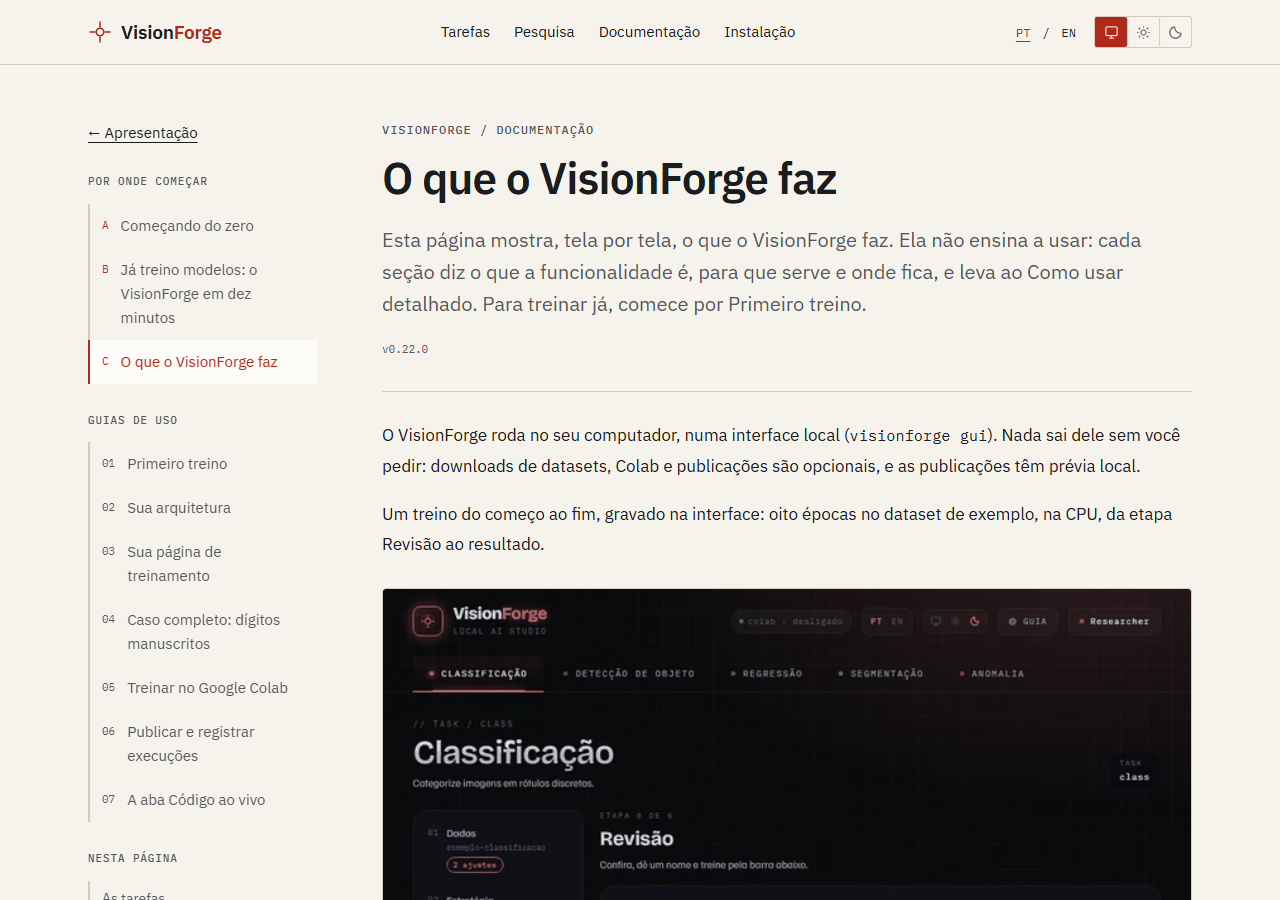 VisionForge
Tarefas Pesquisa Documentação Instalação
PT / EN
← Apresentação
POR ONDE COMEÇAR
A Começando do zero
B Já treino modelos: o
VisionForge em dez
minutos
C O que o VisionForge faz
GUIAS DE USO
01 Primeiro treino
02 Sua arquitetura
03 Sua página de
treinamento
04 Caso completo: dígitos
manuscritos
05 Treinar no Google Colab
06 Publicar e registrar
execuções
07 A aba Código ao vivo
NESTA PÁGINA
As tarefas
VISIONFORGE / DOCUMENTAÇÃO
O que o VisionForge faz
Esta página mostra, tela por tela, o que o VisionForge faz. Ela não ensina a usar: cada
seção diz o que a funcionalidade é, para que serve e onde fica, e leva ao Como usar
detalhado. Para treinar já, comece por Primeiro treino.
v0.22.0
O VisionForge roda no seu computador, numa interface local (visionforge gui). Nada sai dele sem você
pedir: downloads de datasets, Colab e publicações são opcionais, e as publicações têm prévia local.
Um treino do começo ao fim, gravado na interface: oito épocas no dataset de exemplo, na CPU, da etapa
Revisão ao resultado.
VisionForge
LOCAL AI STUDIO
colab · desligado
PT EN
GUIA
Researcher
CLASSIFICAÇÃO
DETECÇÃO DE OBJETO
REGRESSÃO
SEGMENTAÇÃO
ANOMALIA
// TASK / CLASS
Classificação
Categorize imagens em rótulos discretos.
TASK
class
01 Dados
exemplo-classificacao
2 ajustes
ETAPA 6 DE 6
Revisão
Confira, dê um nome e treine pela barra abaixo.